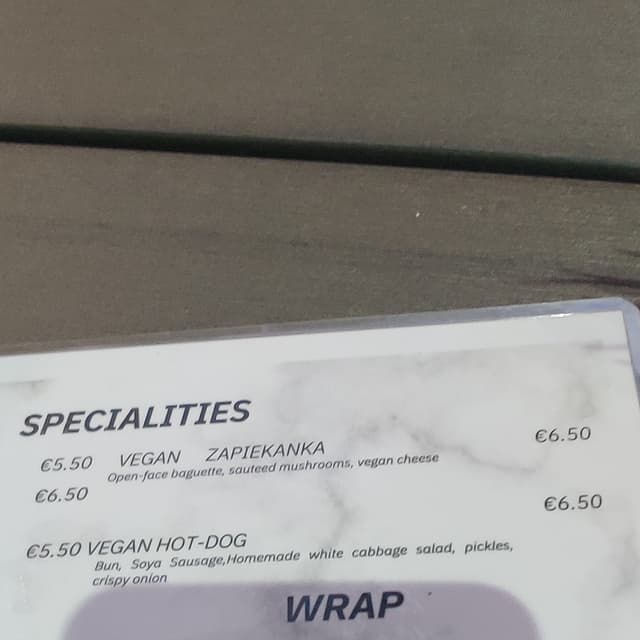 SPECIALITIES
€5.50 VEGAN ZAPIEKANKA €6.50
Open-face baguette, sauteed mushrooms, vegan cheese
€6.50
€6.50
€5.50 VEGAN HOT-DOG
Bun, Soya Sausage,Homemade white cabbage salad, pickles,
crispy onion
WRAP